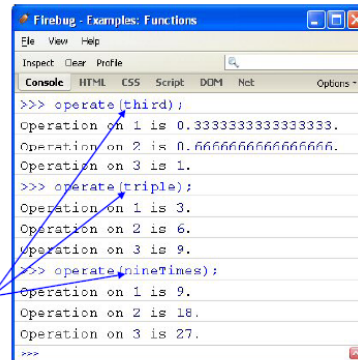 Firebug - Examples: Functions
File View Help
Inspect Clear Profile
Console HTML CSS Script DOM Net Options
>>> operate(third);
Operation on 1 is 0.3333333333333333.
Operation on 2 is 0.6666666666666666.
Operation on 3 is 1.
>>> operate(triple);
Operation on 1 is 3.
Operation on 2 is 6.
Operation on 3 is 9.
>>> operate(nineTimes);
Operation on 1 is 9.
Operation on 2 is 18.
Operation on 3 is 27.
>>>